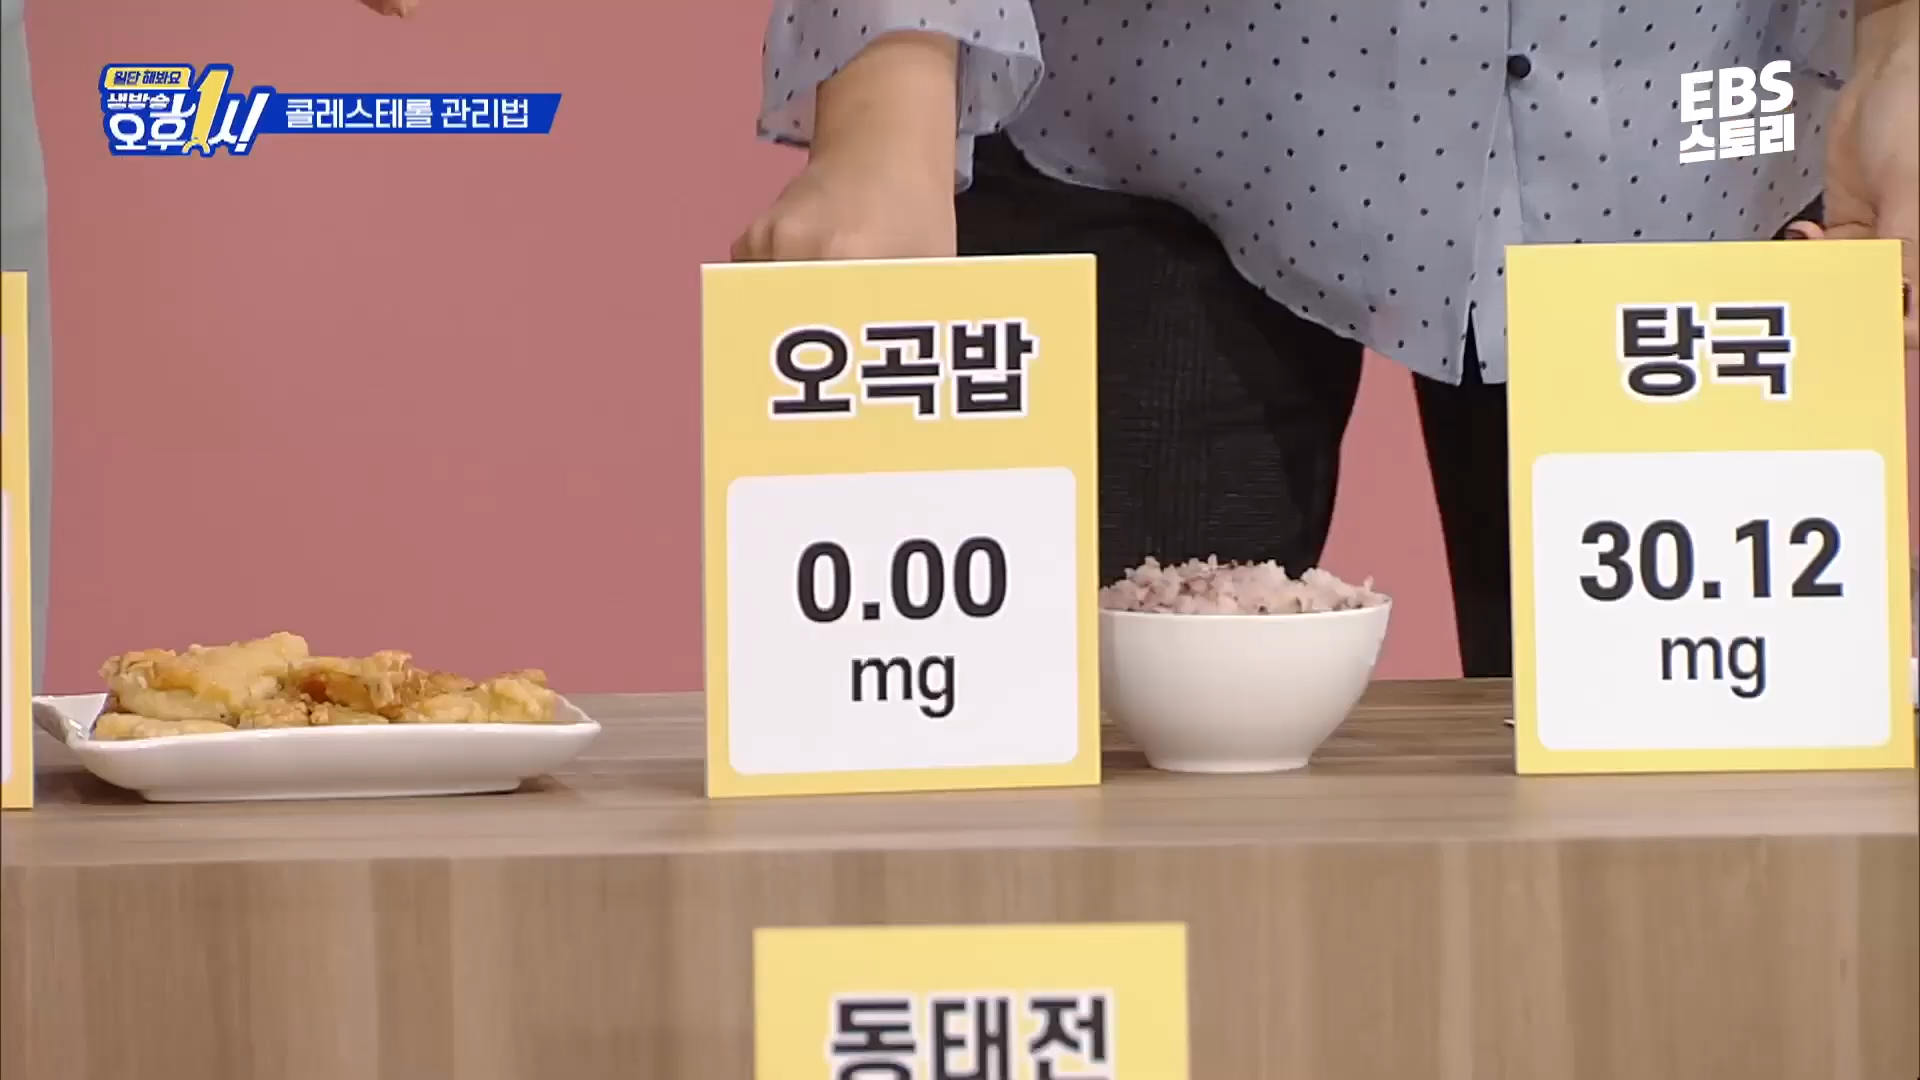 일단 해봐요
생방송
오후1시!
콜레스테롤 관리법
EBS
스토리
오곡밥
0.00
mg
탕국
30.12
mg
동태전